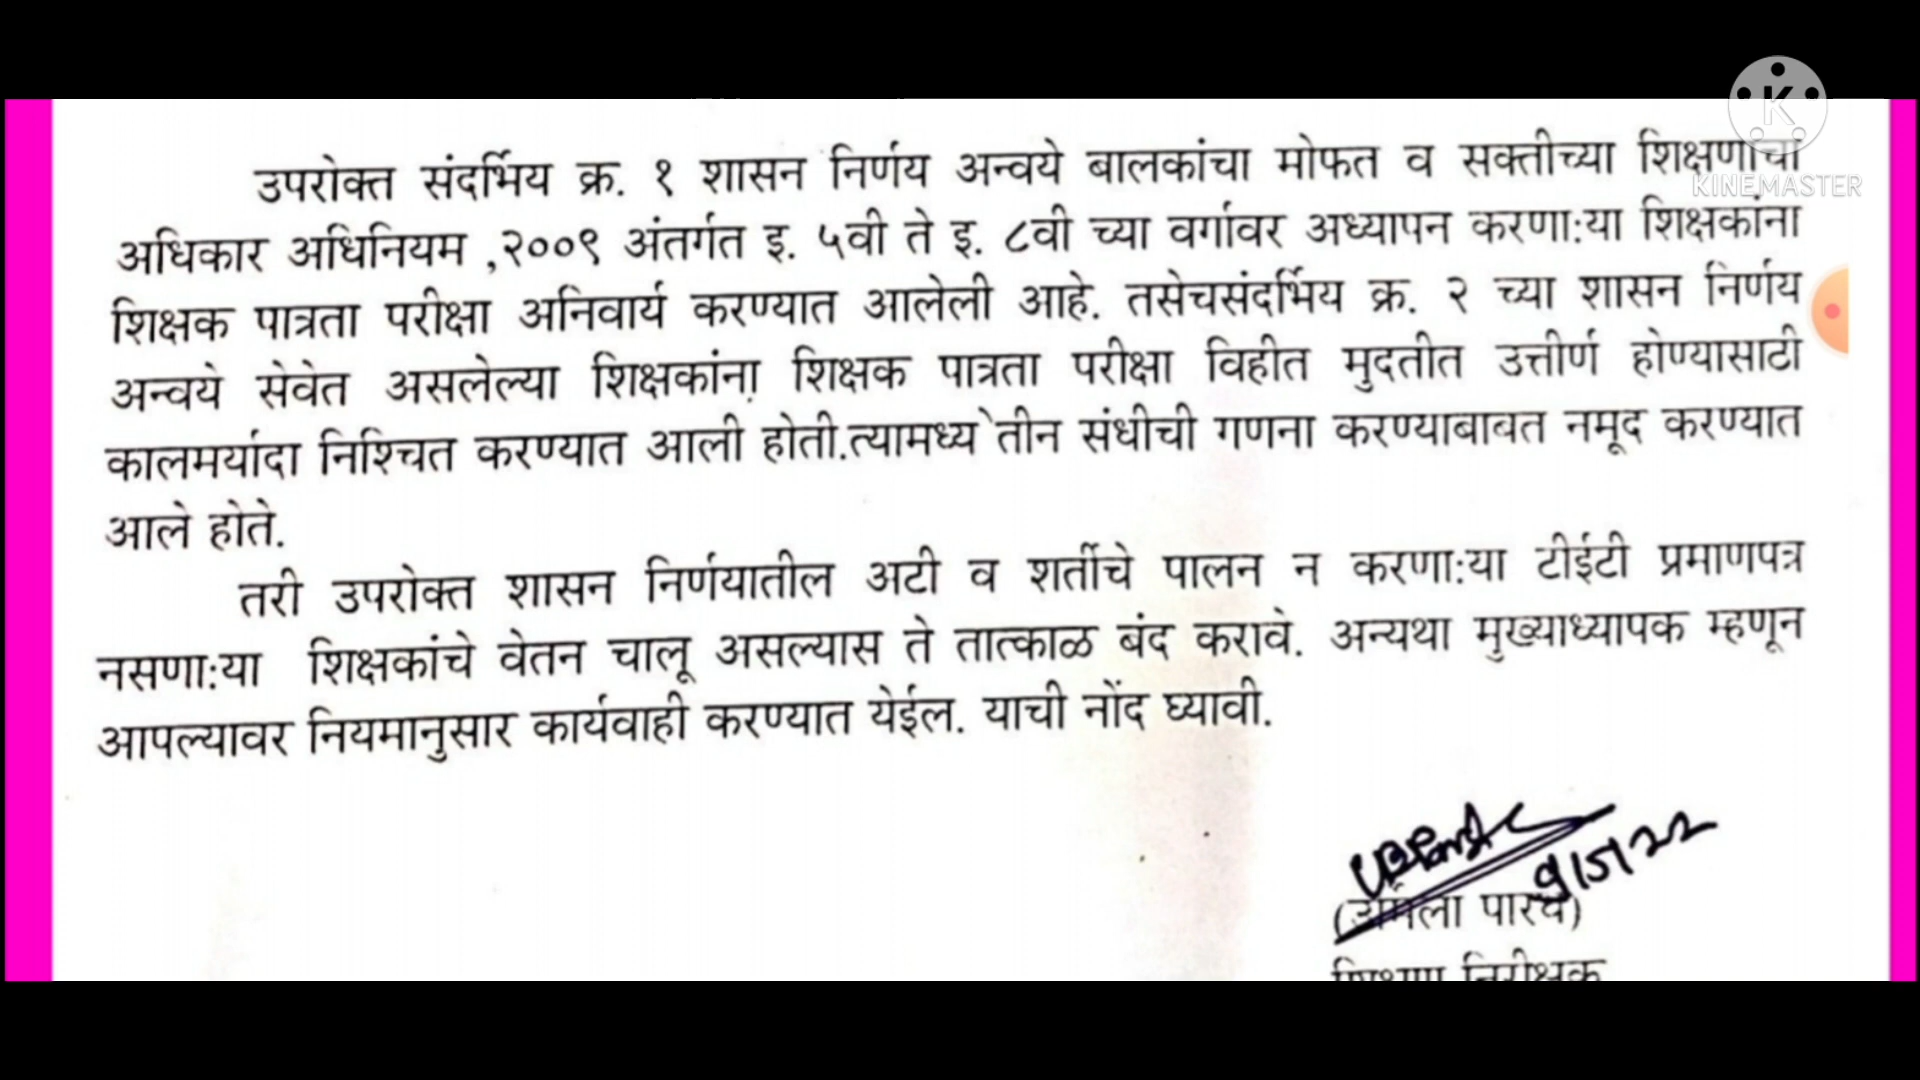 KINEMASTER
उपरोक्त संदर्भिय क्र. १ शासन निर्णय अन्वये बालकांचा मोफत व सक्तीच्या शिक्षणाचा
अधिकार अधिनियम ,२००९ अंतर्गत इ. ५वी ते इ. ८वी च्या वर्गावर अध्यापन करणा:या शिक्षकांना
शिक्षक पात्रता परीक्षा अनिवार्य करण्यात आलेली आहे. तसेचसंदर्भिय क्र. २ च्या शासन निर्णय
अन्वये सेवेत असलेल्या शिक्षकांना शिक्षक पात्रता परीक्षा विहीत मुदतीत उत्तीर्ण होण्यासाटी
कालमर्यादा निश्चित करण्यात आली होती.त्यामध्ये तीन संधीची गणना करण्याबाबत नमूद करण्यात
आले होते.
तरी उपरोक्त शासन निर्णयातील अटी व शर्तीचे पालन न करणा:या टीईटी प्रमाणपत्र
नसणा:या शिक्षकांचे वेतन चालू असल्यास ते तात्काळ बंद करावे. अन्यथा मुख्याध्यापक म्हणून
आपल्यावर नियमानुसार कार्यवाही करण्यात येईल. याची नोंद घ्यावी.
9/5/22
पारधे)